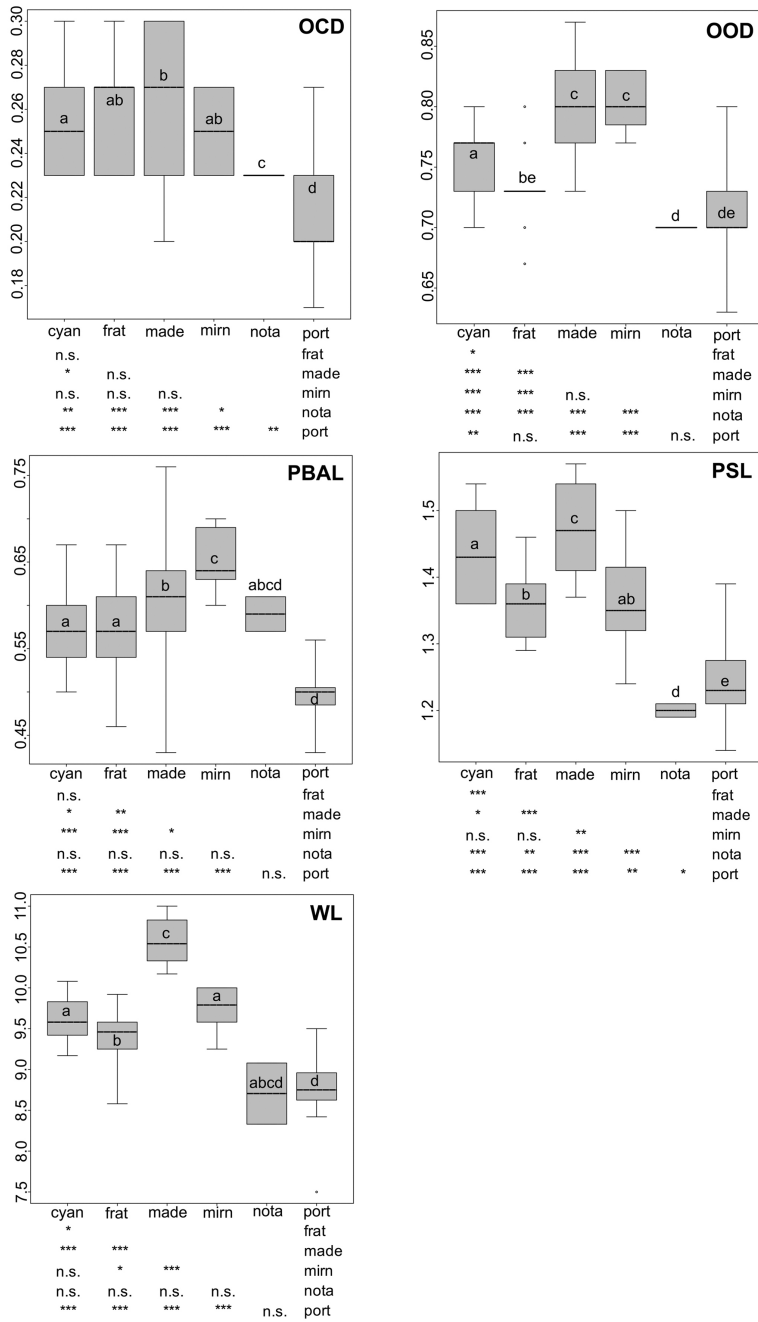 OCD
0.30
0.28
0.26
0.24
0.22
0.20
0.18
a
ab
b
ab
c
d
cyan frat made mirn nota port
n.s. frat
* n.s. made
n.s. n.s. n.s. mirn
** *** *** * nota
*** *** *** *** ** port
OOD
0.85
0.80
0.75
0.70
0.65
a
be
c
c
d
de
cyan frat made mirn nota port
* frat
*** *** made
*** *** n.s. mirn
*** *** *** *** nota
** n.s. *** *** n.s. port
PBAL
0.75
0.65
0.55
0.45
a
a
b
c
abcd
d
cyan frat made mirn nota port
n.s. frat
* ** made
*** *** * mirn
n.s. n.s. n.s. n.s. nota
*** *** *** *** n.s. port
PSL
1.5
1.4
1.3
1.2
a
b
c
ab
d
e
cyan frat made mirn nota port
*** frat
* *** made
n.s. n.s. ** mirn
*** ** *** *** nota
*** *** *** ** * port
WL
11.0
10.5
10.0
9.5
9.0
8.5
8.0
7.5
a
b
c
a
abcd
d
cyan frat made mirn nota port
* frat
*** *** made
n.s. * *** mirn
n.s. n.s. n.s. n.s. nota
*** *** *** *** n.s. port